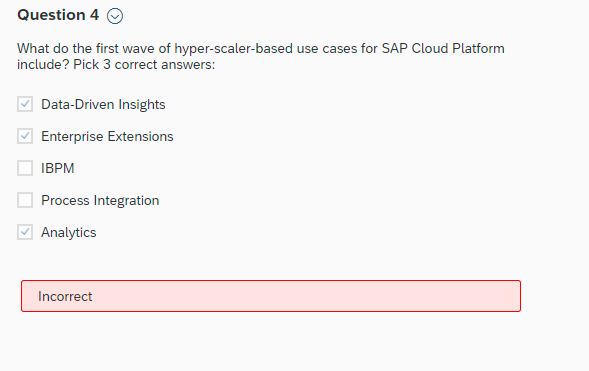 Question 4
What do the first wave of hyper-scaler-based use cases for SAP Cloud Platform
include? Pick 3 correct answers:
Data-Driven Insights
Enterprise Extensions
IBPM
Process Integration
Analytics
Incorrect